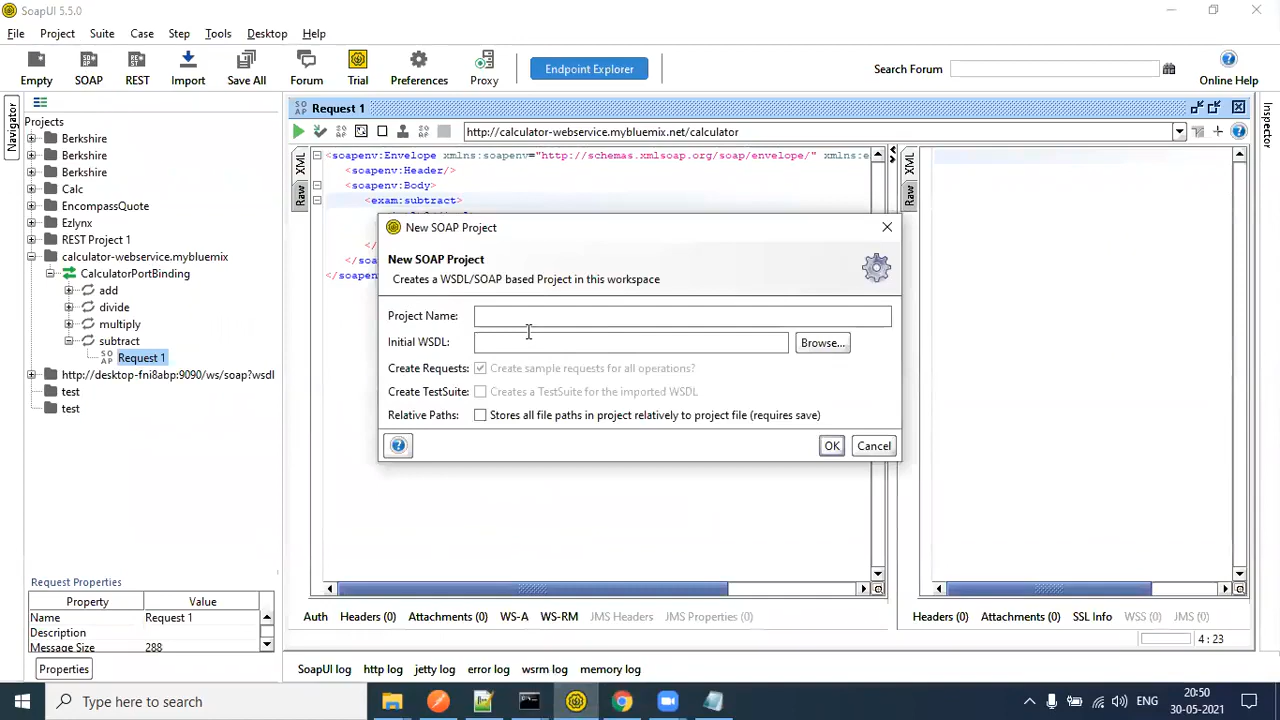 SoapUI 5.5.0
File Project Suite Case Step Tools Desktop Help
Empty SOAP REST Import Save All Forum Trial Preferences Proxy Endpoint Explorer Search Forum Online Help
Navigator
Projects
Berkshire
Berkshire
Berkshire
Calc
EncompassQuote
Ezlynx
REST Project 1
calculator-webservice.mybluemix
CalculatorPortBinding
add
divide
multiply
subtract
SO AP Request 1
http://desktop-fni8abp:9090/ws/soap?wsdl
test
test
Request Properties
Property Value
Name Request 1
Description
Message Size 288
Properties
SO AP Request 1
http://calculator-webservice.mybluemix.net/calculator
XML
Raw
<soapenv:Envelope xmlns:soapenv="http://schemas.xmlsoap.org/soap/envelope/" xmlns:e
<soapenv:Header/>
<soapenv:Body>
<exam:subtract>
</
</soa
</soapen
New SOAP Project
New SOAP Project
Creates a WSDL/SOAP based Project in this workspace
Project Name:
Initial WSDL: Browse...
Create Requests: Create sample requests for all operations?
Create TestSuite: Creates a TestSuite for the imported WSDL
Relative Paths: Stores all file paths in project relatively to project file (requires save)
OK Cancel
XML
Raw
Inspector
Auth Headers (0) Attachments (0) WS-A WS-RM JMS Headers JMS Properties (0)
Headers (0) Attachments (0) SSL Info WSS (0) JMS (0)
4 : 23
SoapUI log http log jetty log error log wsrm log memory log
Type here to search
ENG
20:50
30-05-2021